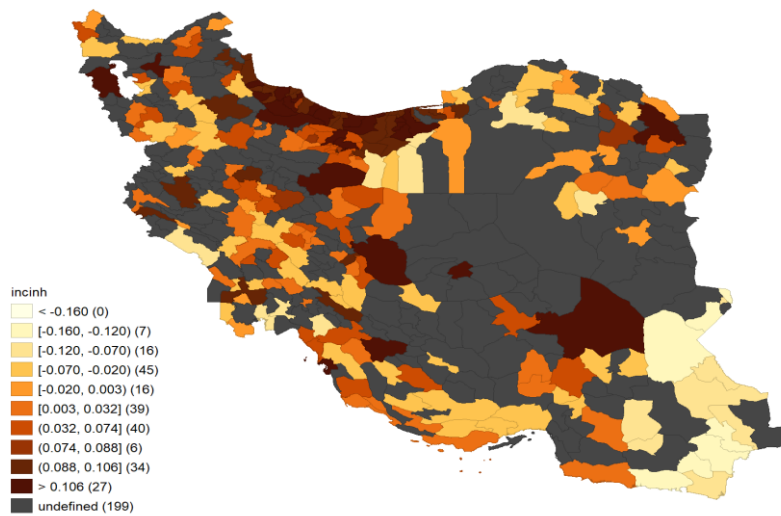 incinh
< -0.160 (0)
[-0.160, -0.120) (7)
[-0.120, -0.070) (16)
[-0.070, -0.020) (45)
[-0.020, 0.003) (16)
[0.003, 0.032] (39)
(0.032, 0.074] (40)
(0.074, 0.088] (6)
(0.088, 0.106] (34)
> 0.106 (27)
undefined (199)